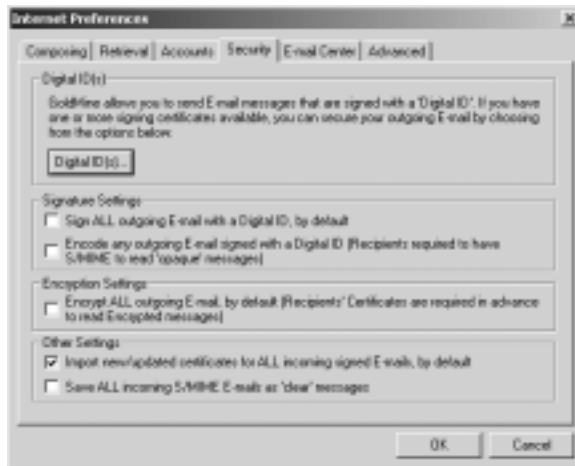 Internet Preferences
Composing Retrieval Accounts Security E-mail Center Advanced
Digital ID(s)
GoldMine allows you to send E-mail messages that are signed with a 'Digital ID'. If you have
one or more signing certificates available, you can secure your outgoing E-mail by choosing
from the options below:
Digital ID(s)...
Signature Settings
Sign ALL outgoing E-mail with a Digital ID, by default
Encode any outgoing E-mail signed with a Digital ID (Recipients required to have
S/MIME to read 'opaque' messages)
Encryption Settings
Encrypt ALL outgoing E-mail, by default (Recipients' Certificates are required in advance
to read Encrypted messages)
Other Settings
Import new/updated certificates for ALL incoming signed E-mails, by default
Save ALL incoming S/MIME E-mails as 'clear' messages
OK Cancel